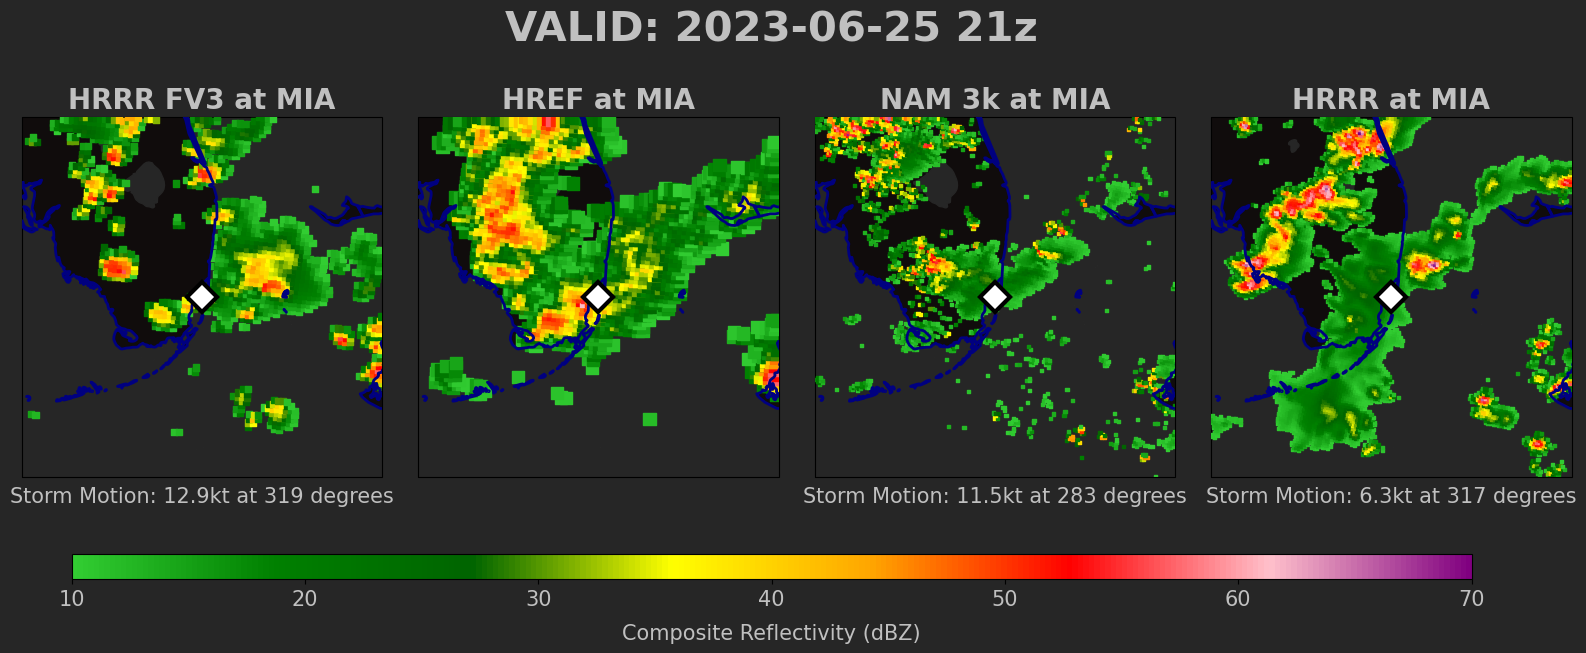 VALID: 2023-06-25 21z
HRRR FV3 at MIA
HREF at MIA
NAM 3k at MIA
HRRR at MIA
Storm Motion: 12.9kt at 319 degrees
Storm Motion: 11.5kt at 283 degrees
Storm Motion: 6.3kt at 317 degrees
10 20 30 40 50 60 70
Composite Reflectivity (dBZ)